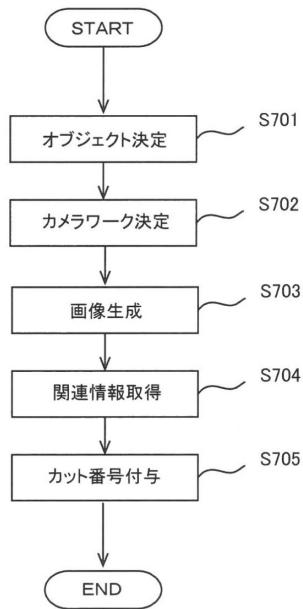 START
オブジェクト決定
S701
カメラワーク決定
S702
画像生成
S703
関連情報取得
S704
カット番号付与
S705
END